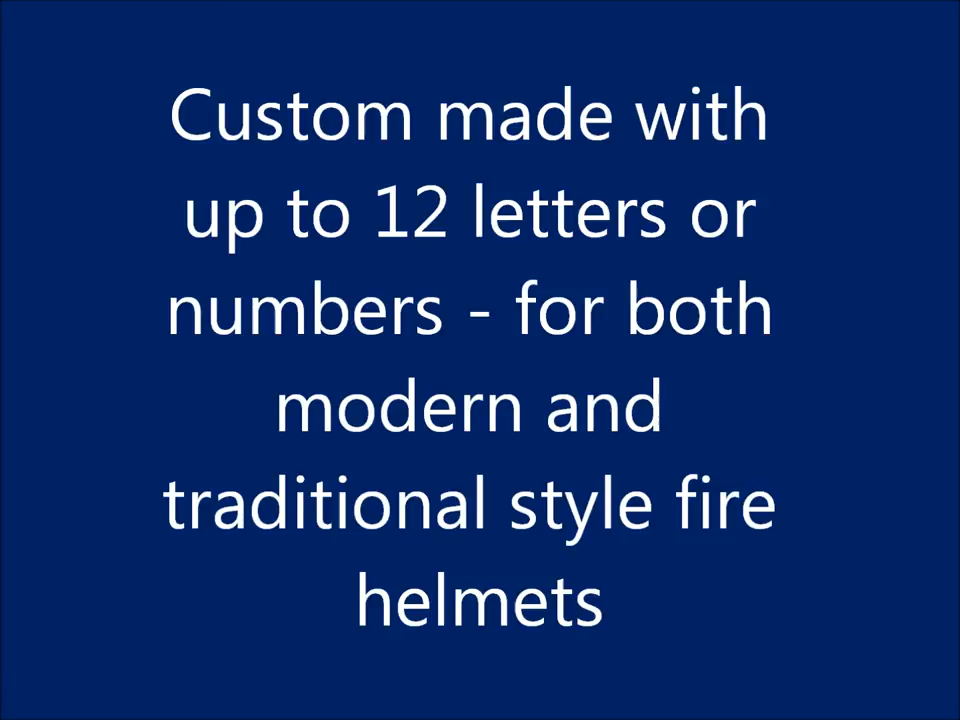 Custom made with
up to 12 letters or
numbers - for both
modern and
traditional style fire
helmets